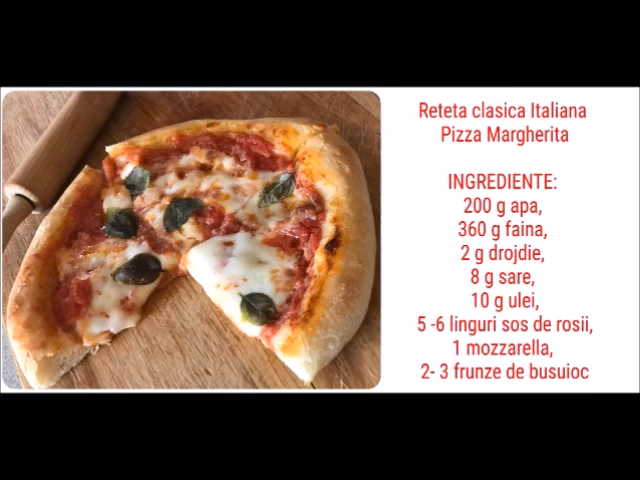 Reteta clasica Italiana
Pizza Margherita
INGREDIENTE:
200 g apa,
360 g faina,
2 g drojdie,
8 g sare,
10 g ulei,
5 -6 linguri sos de rosii,
1 mozzarella,
2- 3 frunze de busuioc